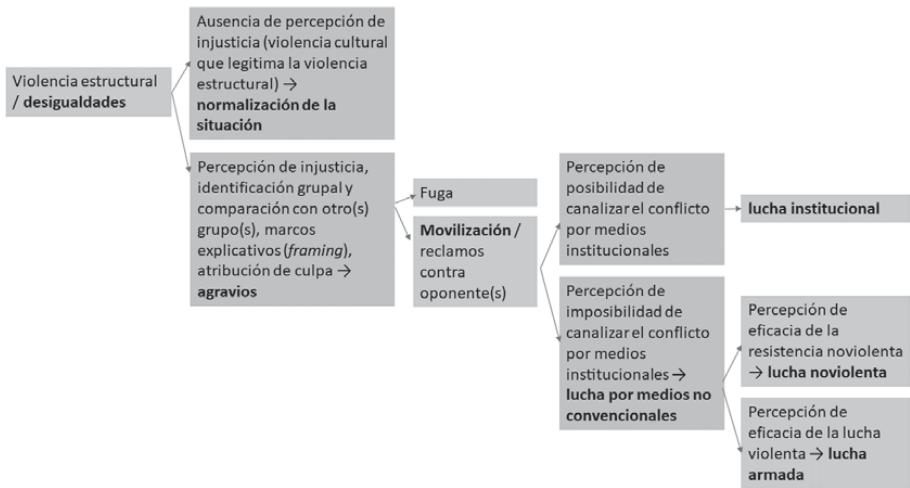 Violencia estructural
/ desigualdades
Ausencia de percepción de
injusticia (violencia cultural
que legitima la violencia
estructural) →
normalización de la
situación
Percepción de injusticia,
identificación grupal y
comparación con otro(s)
grupo(s), marcos
explicativos (framing),
atribución de culpa →
agravios
Fuga
Movilización /
reclamos
contra
oponente(s)
Percepción de
posibilidad de
canalizar el conflicto
por medios
institucionales
lucha institucional
Percepción de
imposibilidad de
canalizar el conflicto
por medios
institucionales →
lucha por medios no
convencionales
Percepción de
eficacia de la
resistencia noviolenta
→ lucha noviolenta
Percepción de
eficacia de la lucha
violenta → lucha
armada